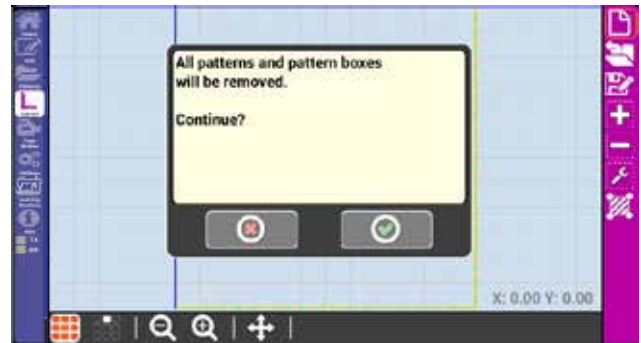 All patterns and pattern boxes
will be removed.
Continue?
X: 0.00 Y: 0.00